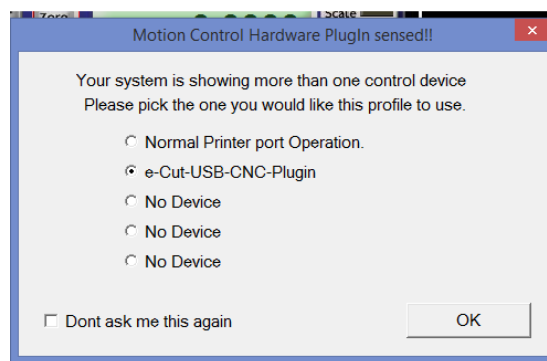 Zero
Scale
Motion Control Hardware PlugIn sensed!!
Your system is showing more than one control device
Please pick the one you would like this profile to use.
Normal Printer port Operation.
e-Cut-USB-CNC-Plugin
No Device
No Device
No Device
Dont ask me this again
OK